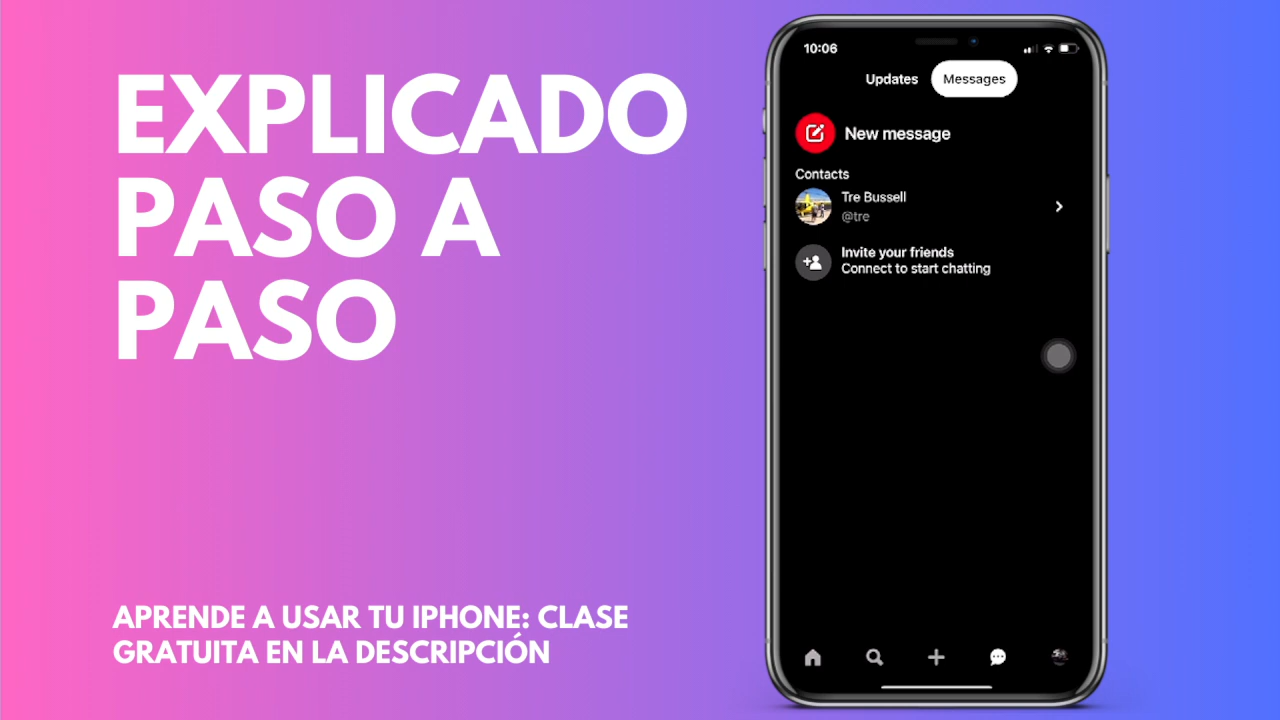 EXPLICADO
PASO A
PASO
APRENDE A USAR TU IPHONE: CLASE
GRATUITA EN LA DESCRIPCIÓN
10:06
Updates Messages
New message
Contacts
Tre Bussell
@tre
Invite your friends
Connect to start chatting